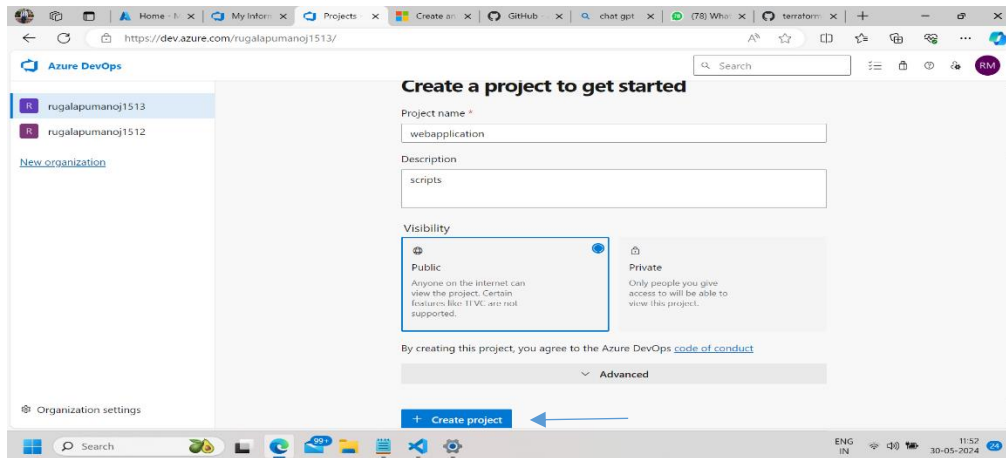 Home - M
My Inform
Projects -
Create an
GitHub -
chat gpt
(78) What
terraform
https://dev.azure.com/rugalapumanoj1513/
Azure DevOps
Search
RM
R rugalapumanoj1513
R rugalapumanoj1512
New organization
Create a project to get started
Project name *
webapplication
Description
scripts
Visibility
Public
Anyone on the internet can
view the project. Certain
features like TFVC are not
supported.
Private
Only people you give
access to will be able to
view this project.
By creating this project, you agree to the Azure DevOps code of conduct
Advanced
+ Create project
Organization settings
Search
99+
ENG
IN
11:52
30-05-2024
24